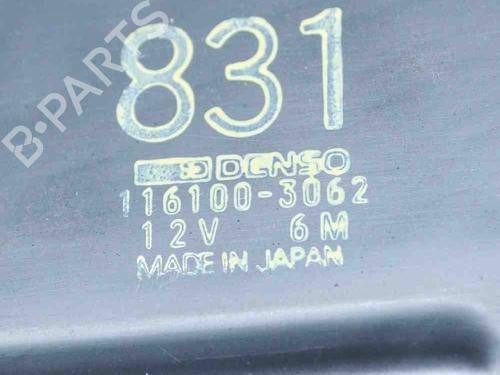 831
DENSO
116100-3062
12V 6M
MADE IN JAPAN
B-PARTS